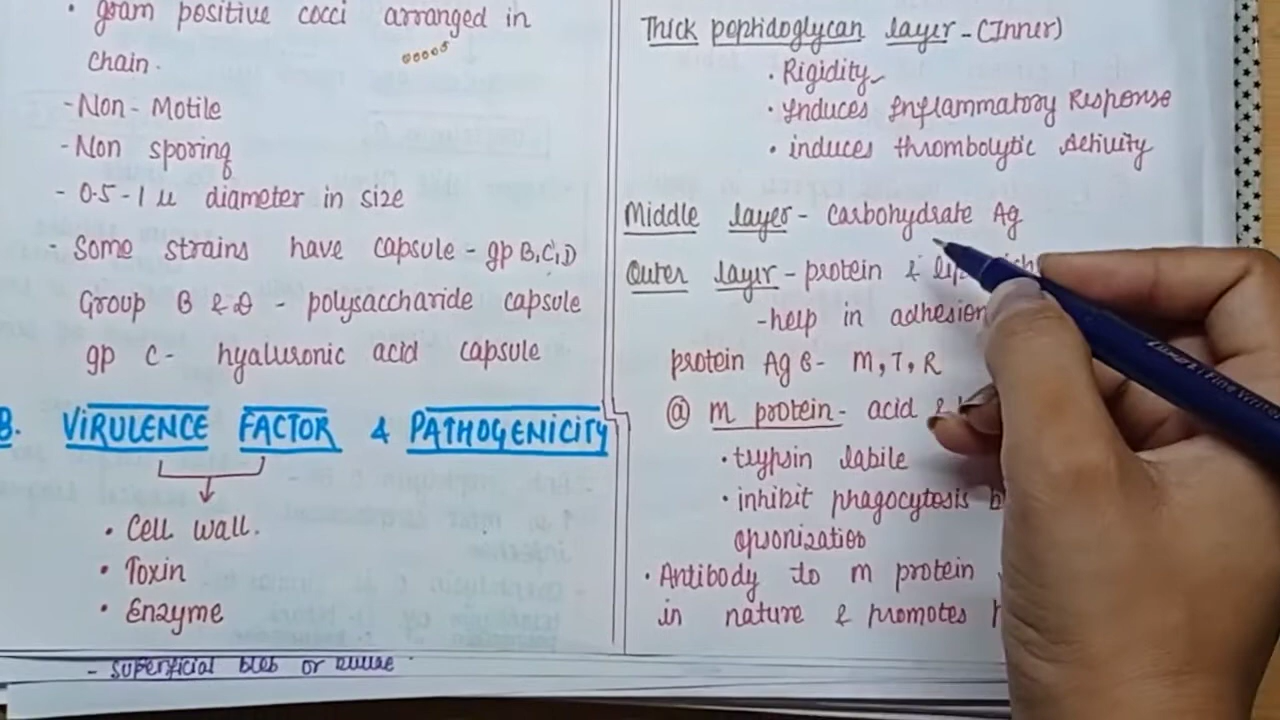 • gram positive cocci arranged in
chain.
- Non-Motile
- Non sporing
- 0.5-1 µ diameter in size
- Some strains have capsule - gp B,C,D
Group B & D - polysaccharide capsule
gp C- hyaluronic acid capsule
B. VIRULENCE FACTOR & PATHOGENICITY
• Cell wall.
• Toxin
• Enzyme
- superficial bleb or
Thick peptidoglycan layer - (Inner)
• Rigidity
• Induces Inflammatory Response
• induces thrombolytic Activity
Middle layer - carbohydrate Ag
Outer layer - protein &
- help in adhesion
protein Ag - M, T, R
@ M protein - acid &
• trypsin labile
• inhibit phagocytosis
opsonization
• Antibody to m protein
in nature & promotes